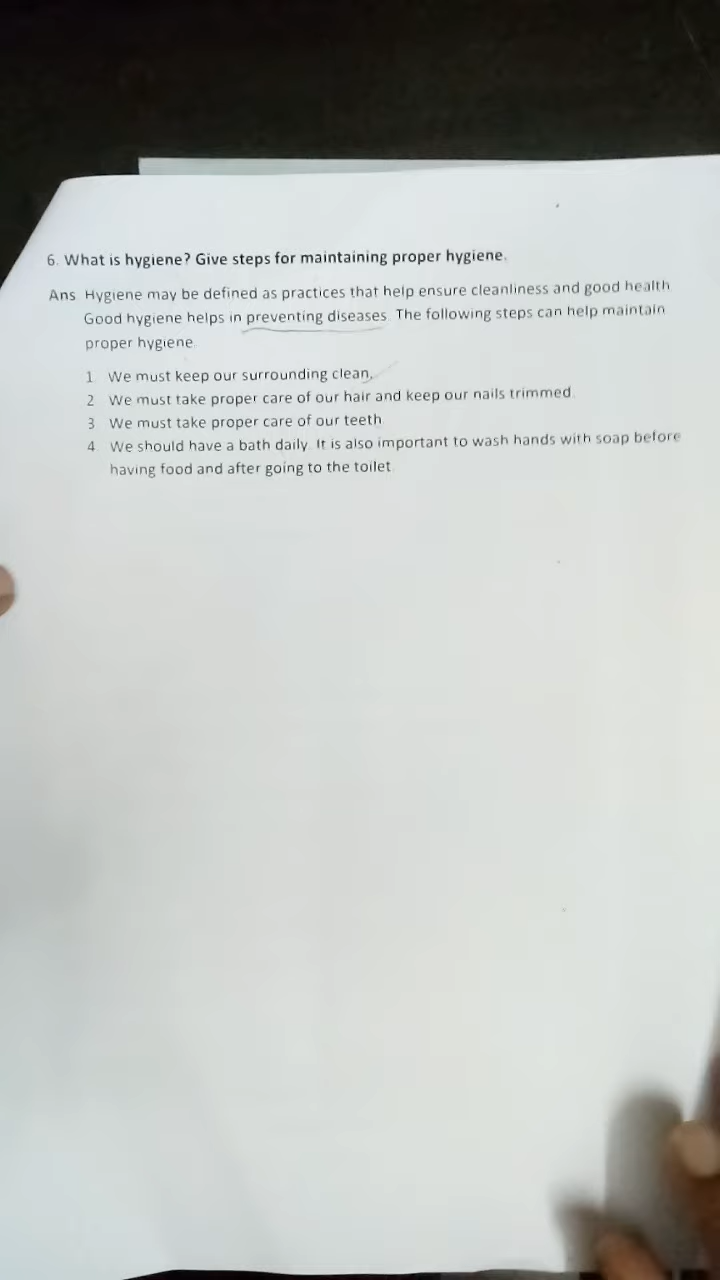 6. What is hygiene? Give steps for maintaining proper hygiene.
Ans. Hygiene may be defined as practices that help ensure cleanliness and good health.
Good hygiene helps in preventing diseases. The following steps can help maintain
proper hygiene.
1. We must keep our surrounding clean.
2. We must take proper care of our hair and keep our nails trimmed.
3. We must take proper care of our teeth.
4. We should have a bath daily. It is also important to wash hands with soap before
having food and after going to the toilet.